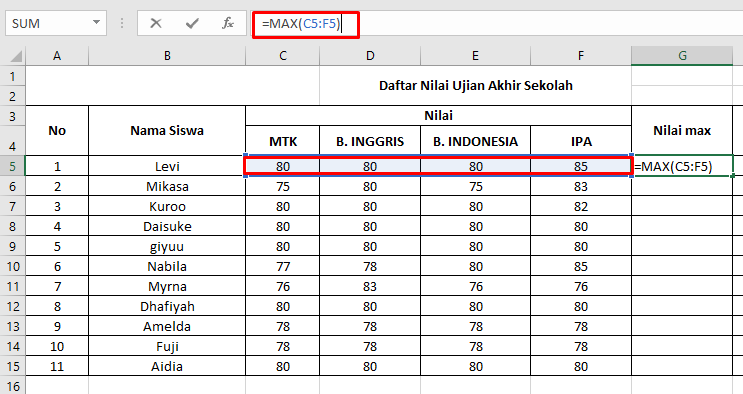 SUM fx =MAX(C5:F5)
A B C D E F G
1 Daftar Nilai Ujian Akhir Sekolah
2
3 No Nama Siswa Nilai Nilai max
4 MTK B. INGGRIS B. INDONESIA IPA
5 1 Levi 80 80 80 85 =MAX(C5:F5)
6 2 Mikasa 75 80 75 83
7 3 Kuroo 80 80 80 82
8 4 Daisuke 80 80 80 80
9 5 giyuu 80 80 80 80
10 6 Nabila 77 78 80 85
11 7 Myrna 76 83 76 76
12 8 Dhafiyah 80 80 80 80
13 9 Amelda 78 78 78 78
14 10 Fuji 78 78 78 78
15 11 Aidia 80 80 80 80
16